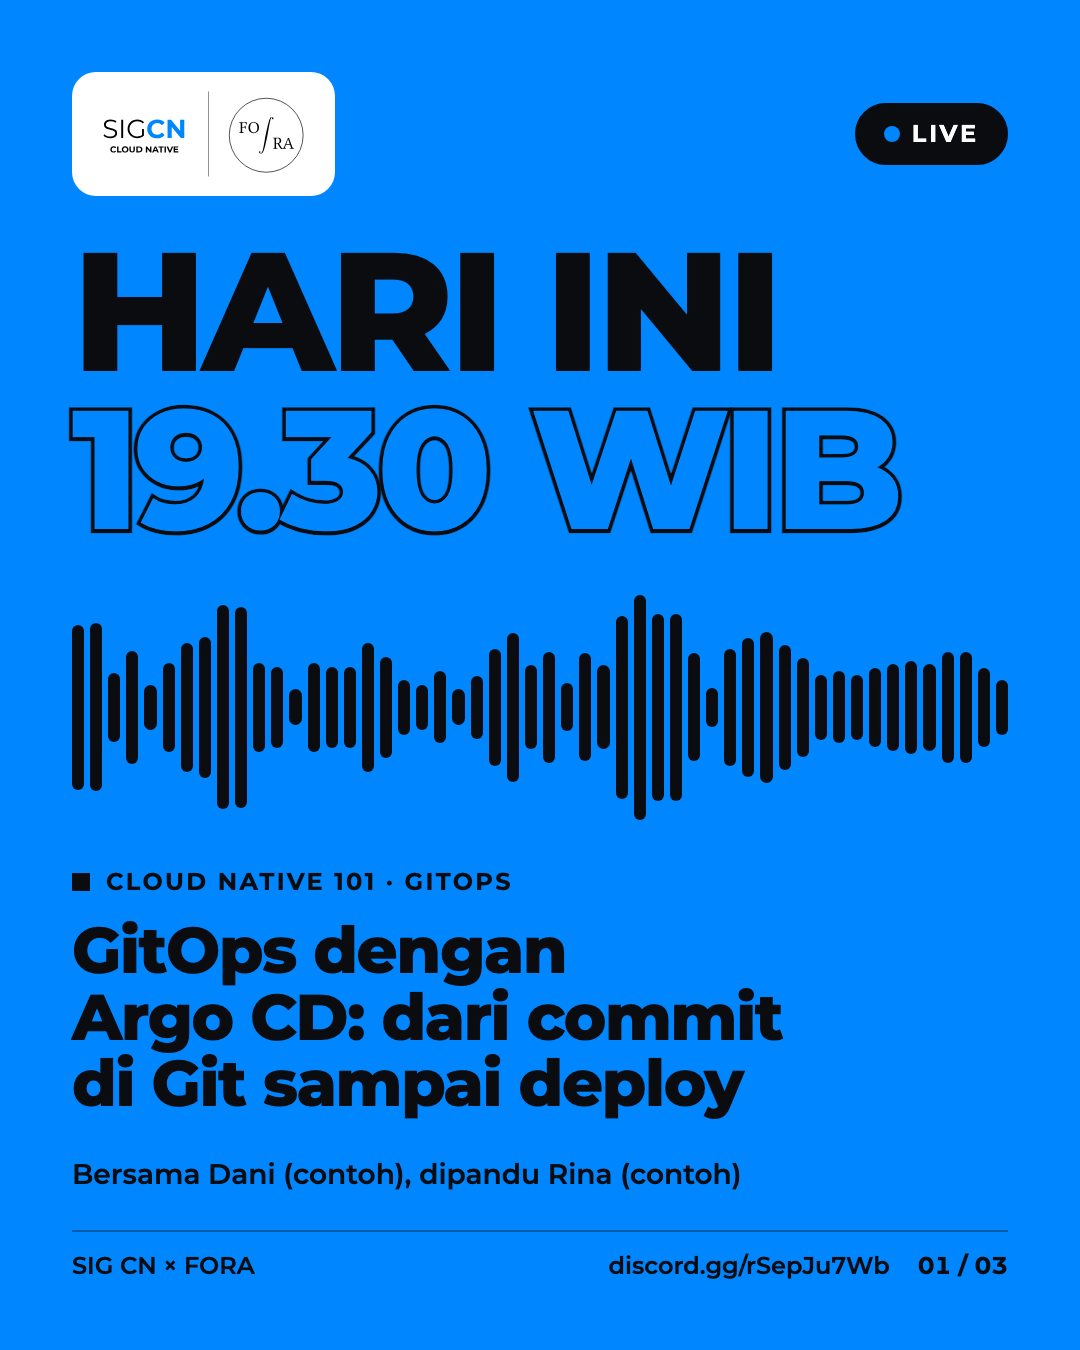 SIGCN
CLOUD NATIVE
FO
RA
LIVE
HARI INI
19.30 WIB
CLOUD NATIVE 101 · GITOPS
GitOps dengan
Argo CD: dari commit
di Git sampai deploy
Bersama Dani (contoh), dipandu Rina (contoh)
SIG CN × FORA
discord.gg/rSepJu7Wb 01 / 03